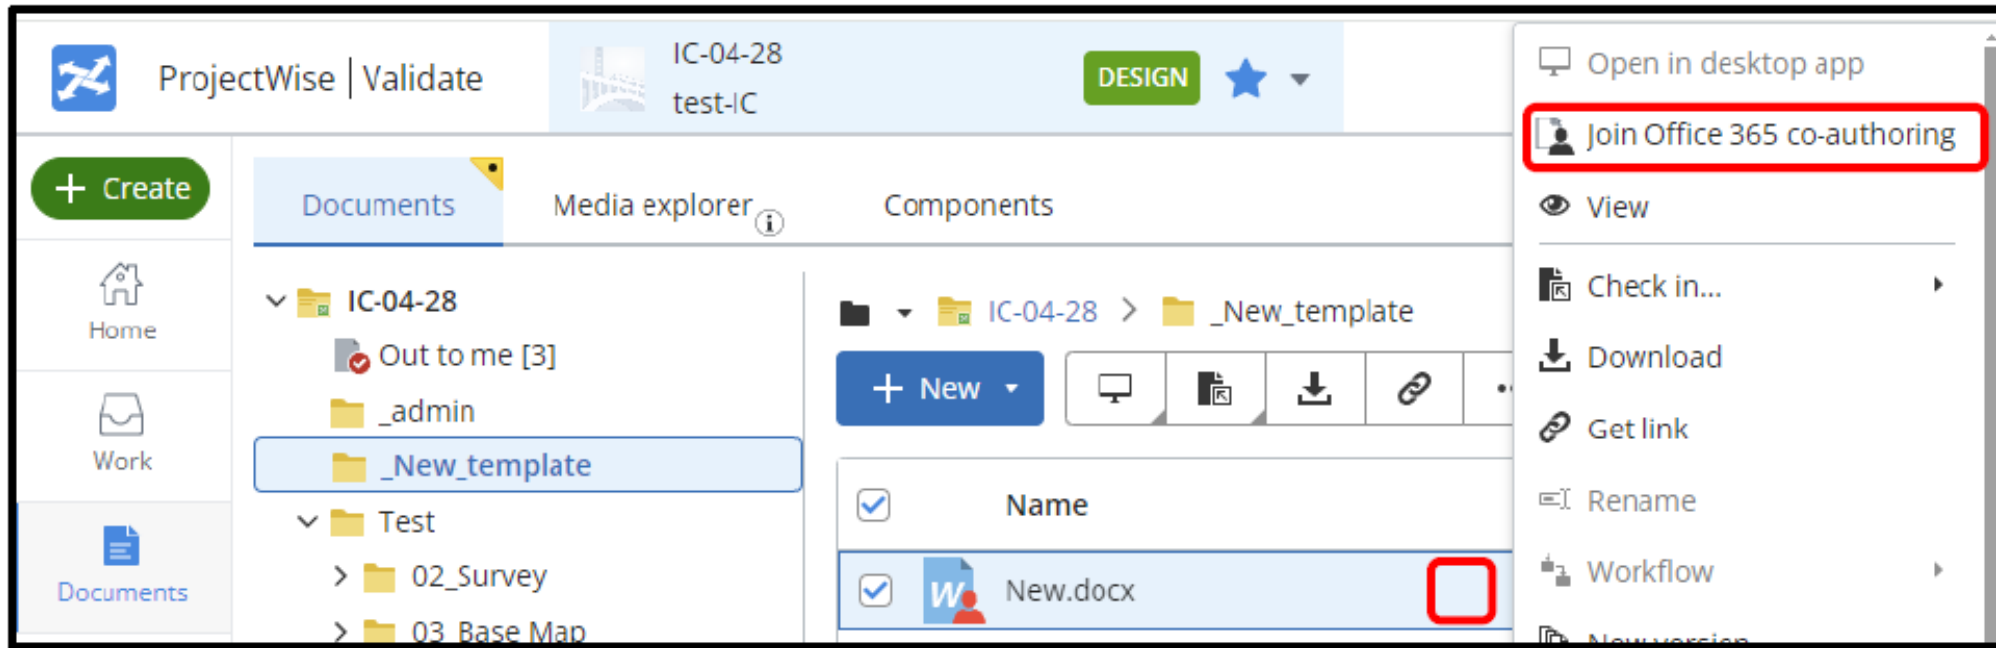 ProjectWise | Validate
IC-04-28
test-IC
DESIGN
Create
Home
Work
Documents
Documents
Media explorer
Components
IC-04-28
Out to me [3]
_admin
_New_template
Test
02_Survey
03_Base Map
IC-04-28 > _New_template
New
Name
New.docx
Open in desktop app
Join Office 365 co-authoring
View
Check in...
Download
Get link
Rename
Workflow
New version